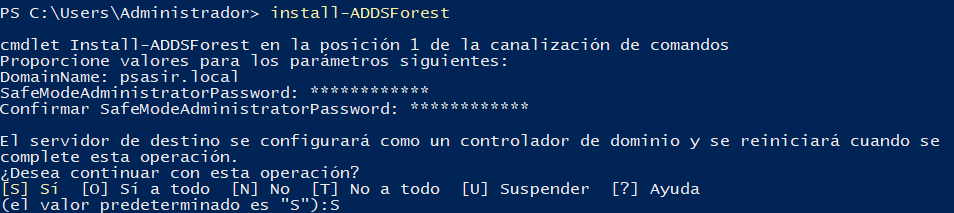 PS C:\Users\Administrador> install-ADDSForest
cmdlet Install-ADDSForest en la posición 1 de la canalización de comandos
Proporcione valores para los parámetros siguientes:
DomainName: psasir.local
SafeModeAdministratorPassword: ************
Confirmar SafeModeAdministratorPassword: ************
El servidor de destino se configurará como un controlador de dominio y se reiniciará cuando se
complete esta operación.
¿Desea continuar con esta operación?
[S] Sí  [O] Sí a todo  [N] No  [T] No a todo  [U] Suspender  [?] Ayuda
(el valor predeterminado es "S"):S